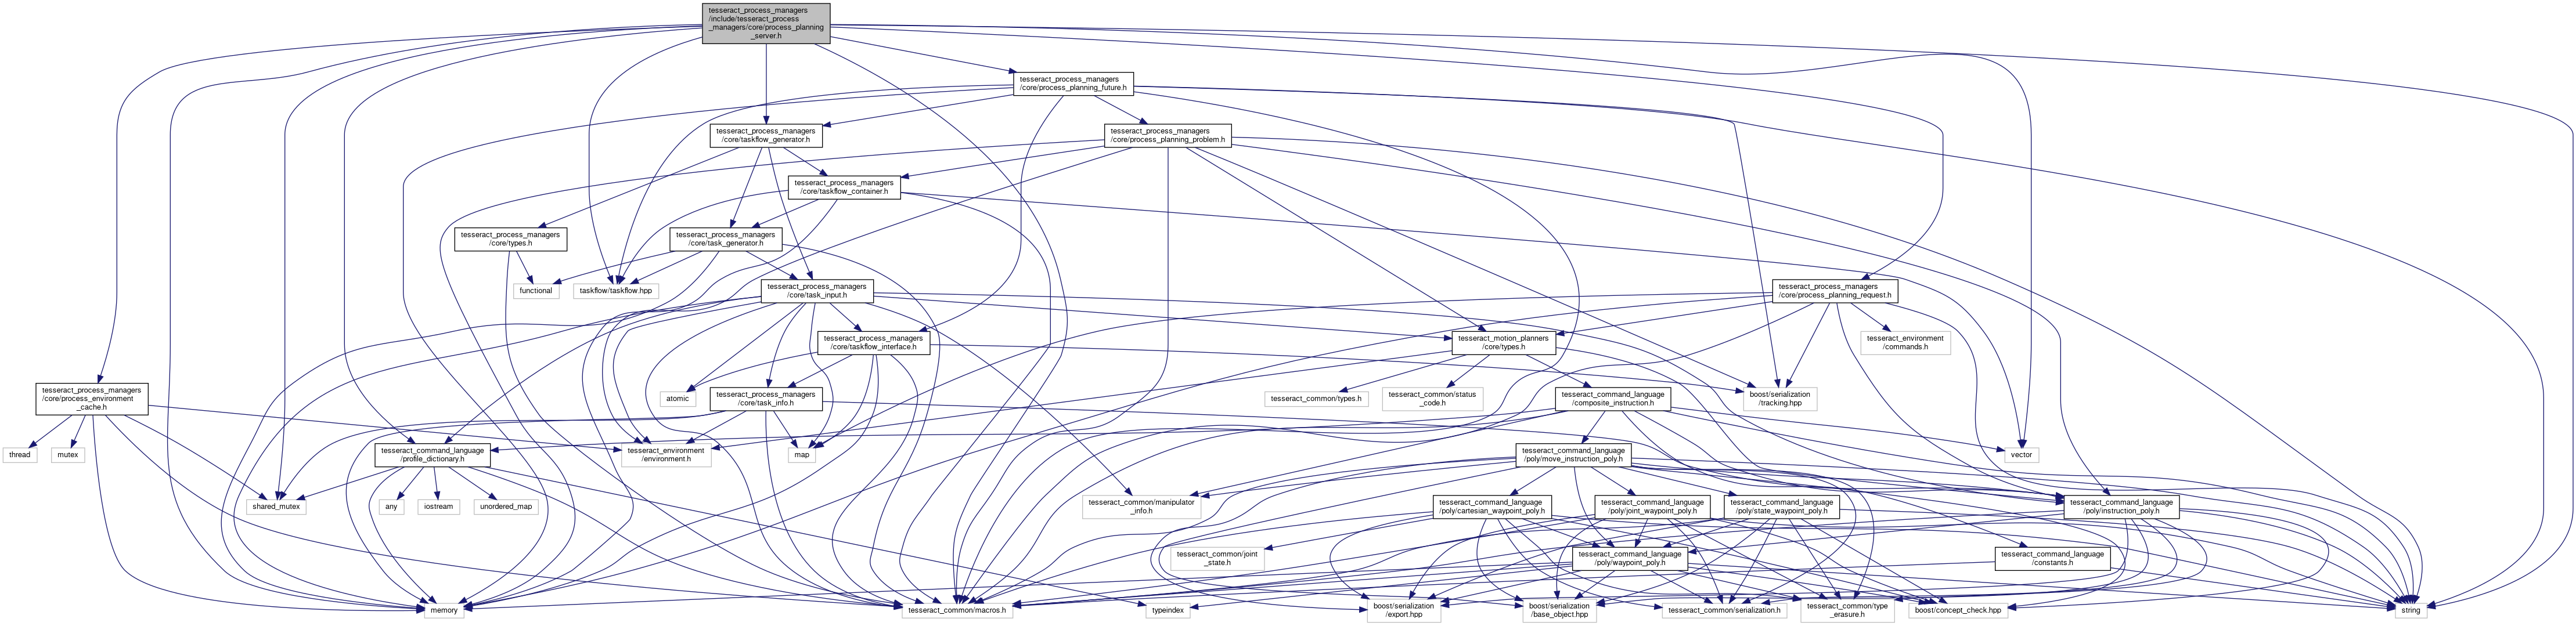 tesseract_process_managers
/include/tesseract_process
_managers/core/process_planning
_server.h
tesseract_process_managers
/core/process_planning_future.h
tesseract_process_managers
/core/taskflow_generator.h
tesseract_process_managers
/core/process_planning_problem.h
tesseract_process_managers
/core/taskflow_container.h
tesseract_process_managers
/core/types.h
tesseract_process_managers
/core/task_generator.h
functional
taskflow/taskflow.hpp
tesseract_process_managers
/core/task_input.h
tesseract_process_managers
/core/process_planning_request.h
tesseract_process_managers
/core/taskflow_interface.h
tesseract_motion_planners
/core/types.h
tesseract_environment
/commands.h
tesseract_process_managers
/core/process_environment
_cache.h
atomic
tesseract_process_managers
/core/task_info.h
tesseract_common/types.h
tesseract_common/status
_code.h
tesseract_command_language
/composite_instruction.h
boost/serialization
/tracking.hpp
thread
mutex
tesseract_command_language
/profile_dictionary.h
tesseract_environment
/environment.h
map
tesseract_command_language
/poly/move_instruction_poly.h
vector
shared_mutex
any
iostream
unordered_map
tesseract_common/manipulator
_info.h
tesseract_command_language
/poly/cartesian_waypoint_poly.h
tesseract_command_language
/poly/joint_waypoint_poly.h
tesseract_command_language
/poly/state_waypoint_poly.h
tesseract_command_language
/poly/instruction_poly.h
tesseract_common/joint
_state.h
tesseract_command_language
/poly/waypoint_poly.h
tesseract_command_language
/constants.h
memory
tesseract_common/macros.h
typeindex
boost/serialization
/export.hpp
boost/serialization
/base_object.hpp
tesseract_common/serialization.h
tesseract_common/type
_erasure.h
boost/concept_check.hpp
string